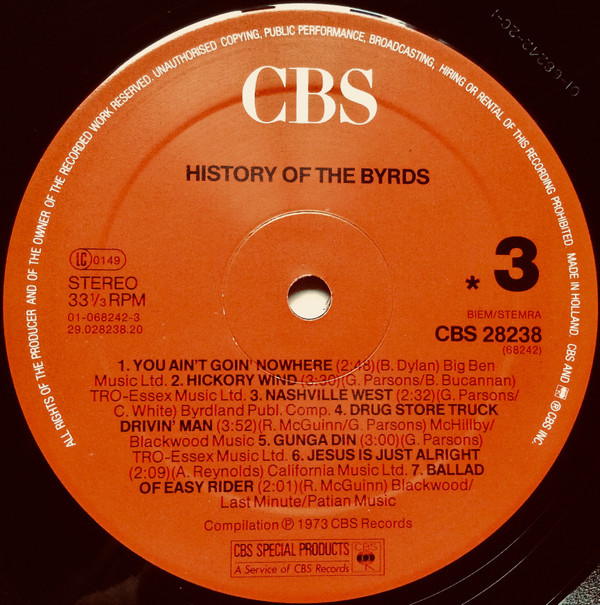 ALL RIGHTS OF THE PRODUCER AND OF THE OWNER OF THE RECORDED WORK RESERVED. UNAUTHORISED COPYING, PUBLIC PERFORMANCE, BROADCASTING, HIRING OR RENTAL OF THIS RECORDING PROHIBITED MADE IN HOLLAND. CBS AND ® CBS INC.
CBS
HISTORY OF THE BYRDS
LC 0149
STEREO
33⅓ RPM
01-068242-3
29.028238.20
* 3
BIEM/STEMRA
CBS 28238
(68242)
1. YOU AIN'T GOIN' NOWHERE (2:48)(B. Dylan) Big Ben
Music Ltd. 2. HICKORY WIND (3:30)(G. Parsons/B. Bucannan)
TRO-Essex Music Ltd. 3. NASHVILLE WEST (2:32)(G. Parsons/
C. White) Byrdland Publ. Comp. 4. DRUG STORE TRUCK
DRIVIN' MAN (3:52)(R. McGuinn/G. Parsons) McHillby/
Blackwood Music 5. GUNGA DIN (3:00)(G. Parsons)
TRO-Essex Music Ltd. 6. JESUS IS JUST ALRIGHT
(2:09)(A. Reynolds) California Music Ltd. 7. BALLAD
OF EASY RIDER (2:01)(R. McGuinn) Blackwood/
Last Minute/Patian Music
Compilation ℗ 1973 CBS Records
CBS SPECIAL PRODUCTS
A Service of CBS Records
CBS